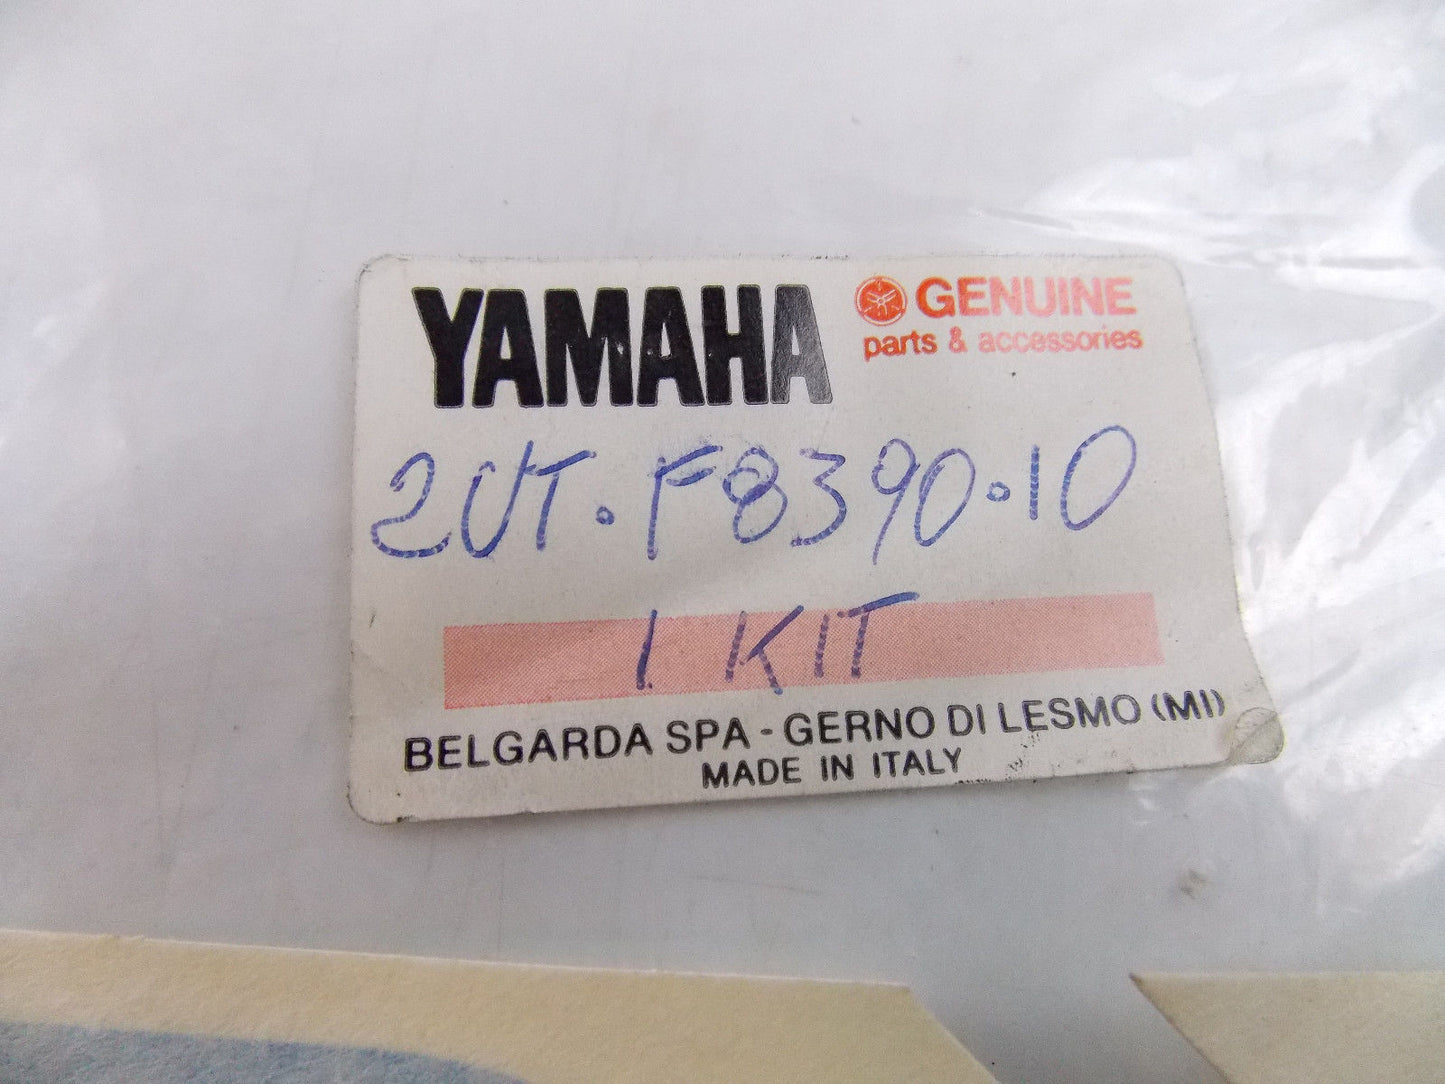 YAMAHA GENUINE
parts & accessories
2UT.F8390.10
1 KIT
BELGARDA SPA - GERNO DI LESMO (MI)
MADE IN ITALY